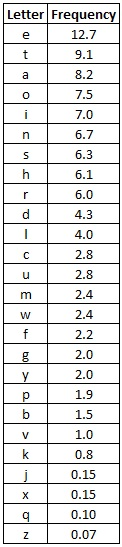 Letter Frequency
e 12.7
t 9.1
a 8.2
o 7.5
i 7.0
n 6.7
s 6.3
h 6.1
r 6.0
d 4.3
l 4.0
c 2.8
u 2.8
m 2.4
w 2.4
f 2.2
g 2.0
y 2.0
p 1.9
b 1.5
v 1.0
k 0.8
j 0.15
x 0.15
q 0.10
z 0.07